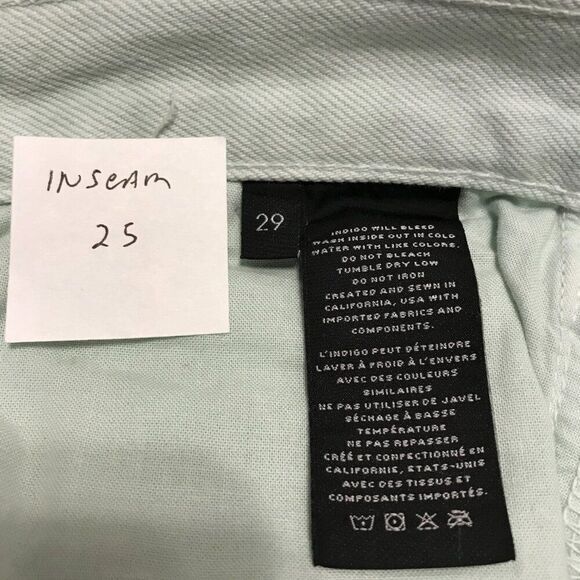 INSEAM
25
29
INDIGO WILL BLEED
WASH INSIDE OUT IN COLD
WATER WITH LIKE COLORS.
DO NOT BLEACH
TUMBLE DRY LOW
DO NOT IRON
CREATED AND SEWN IN
CALIFORNIA, USA WITH
IMPORTED FABRICS AND
COMPONENTS.
L'INDIGO PEUT DÉTEINDRE
LAVER À FROID À L'ENVERS
AVEC DES COULEURS
SIMILAIRES
NE PAS UTILISER DE JAVEL
SÉCHAGE À BASSE
TEMPÉRATURE
NE PAS REPASSER
CRÉÉ ET CONFECTIONNÉ EN
CALIFORNIE, ETATS-UNIS
AVEC DES TISSUS ET
COMPOSANTS IMPORTÉS.